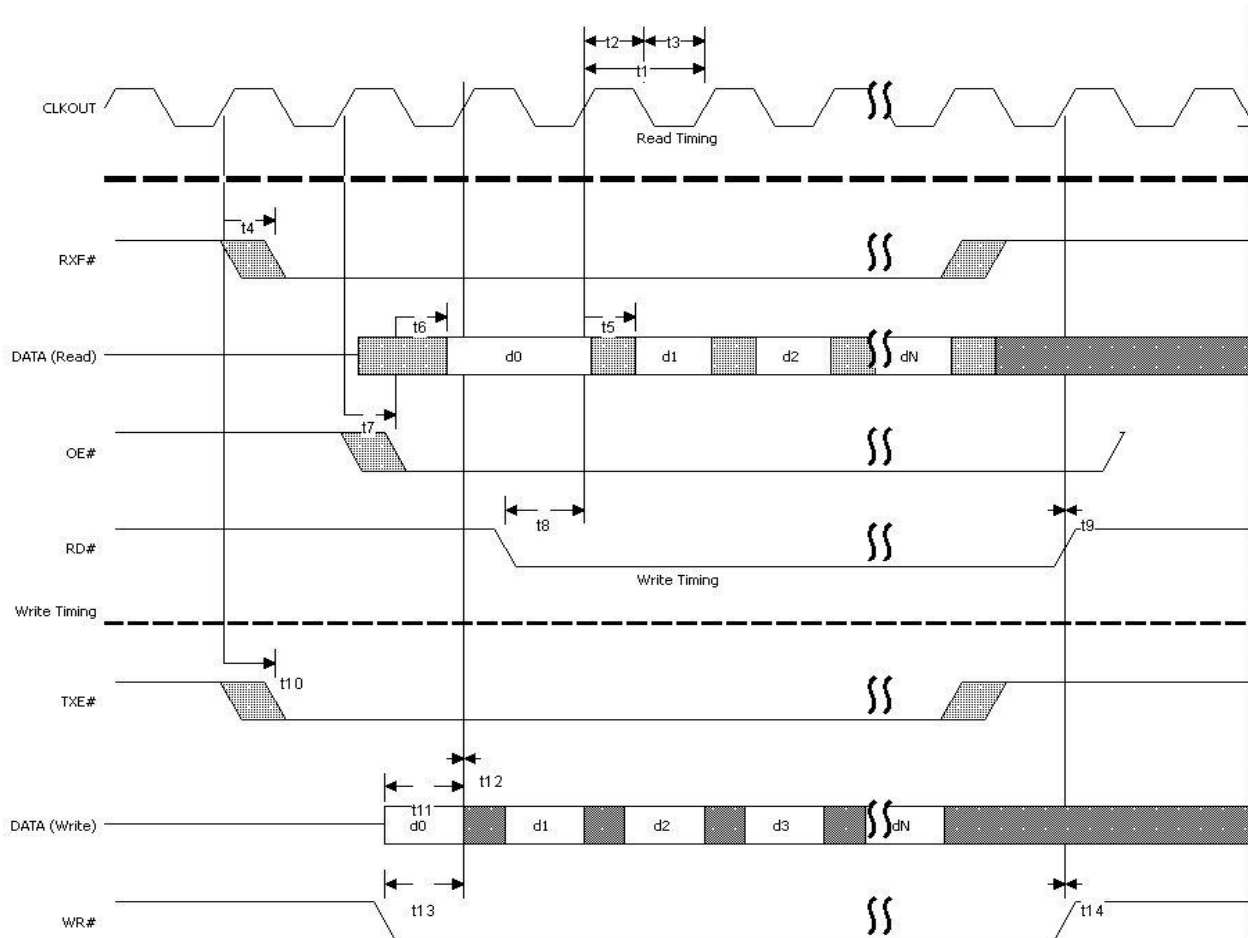 t2 t3
t1
CLKOUT
Read Timing
t4
RXF#
t6 t5
DATA (Read) d0 d1 d2 dN
t7
OE#
t8 t9
RD#
Write Timing
Write Timing
t10
TXE#
t12
t11
DATA (Write) d0 d1 d2 d3 dN
t13 t14
WR#